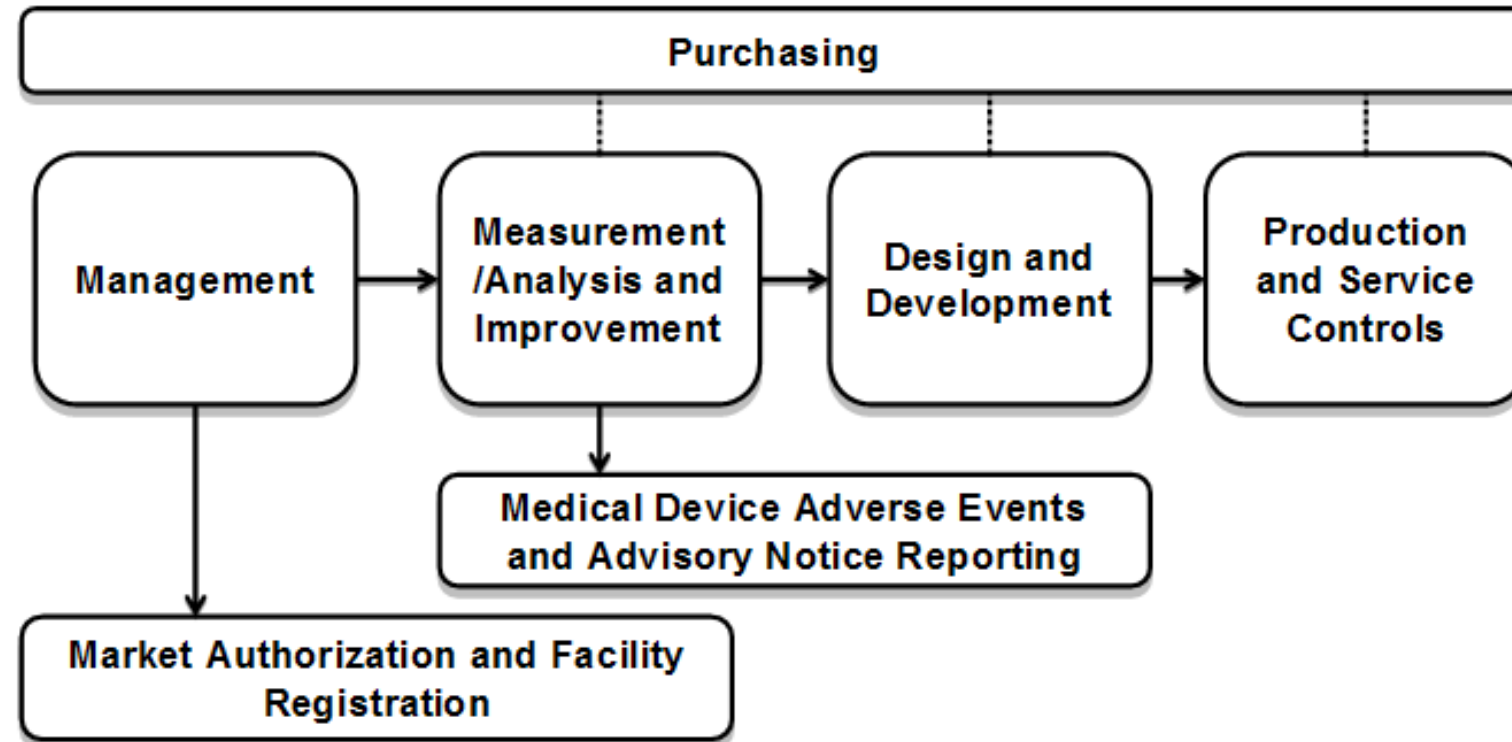 Purchasing
Management
Measurement
/Analysis and
Improvement
Design and
Development
Production
and Service
Controls
Medical Device Adverse Events
and Advisory Notice Reporting
Market Authorization and Facility
Registration